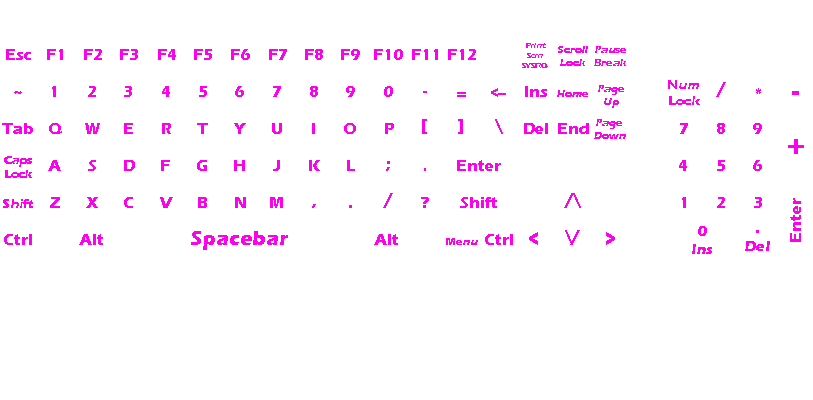 Esc F1 F2 F3 F4 F5 F6 F7 F8 F9 F10 F11 F12 Print Scrn SYSRQ Scroll Lock Pause Break
~ 1 2 3 4 5 6 7 8 9 0 - = <- Ins Home Page Up Num Lock / * -
Tab Q W E R T Y U I O P [ ] \ Del End Page Down 7 8 9 +
Caps Lock A S D F G H J K L ; . Enter 4 5 6
Shift Z X C V B N M , . / ? Shift /\ 1 2 3 Enter
Ctrl Alt Spacebar Alt Menu Ctrl < \/ > 0 Ins . Del